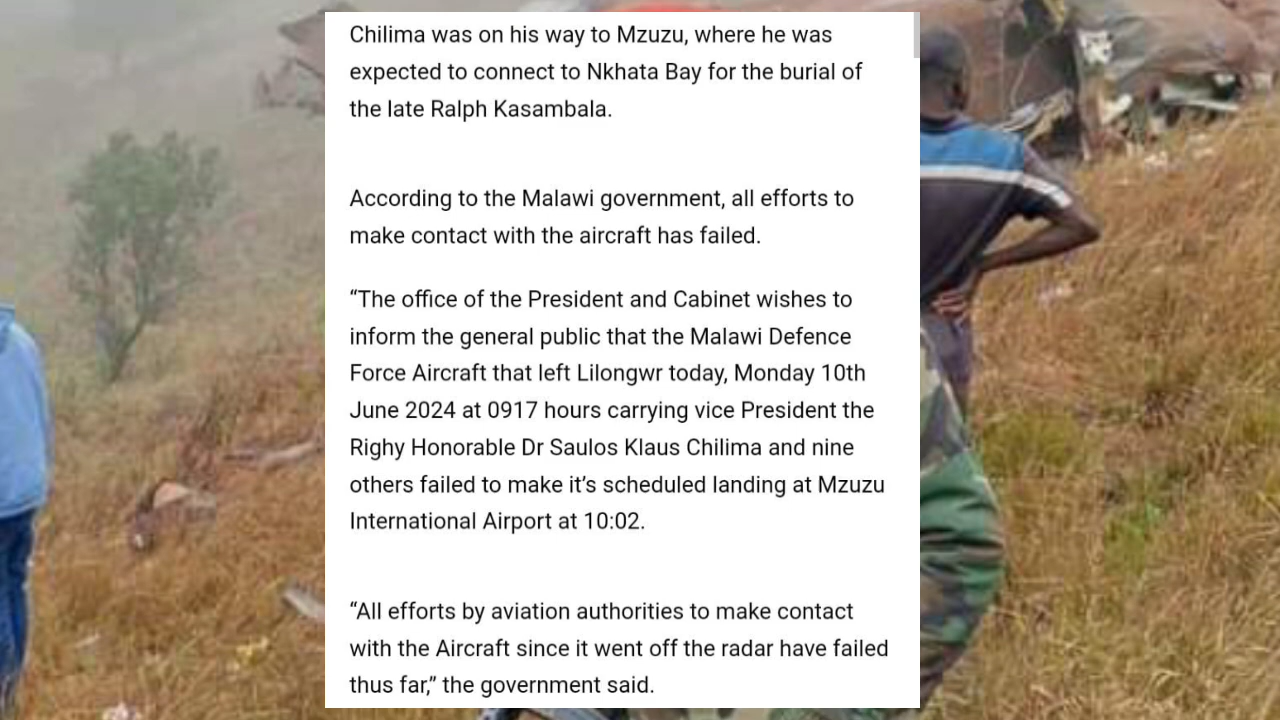 Chilima was on his way to Mzuzu, where he was
expected to connect to Nkhata Bay for the burial of
the late Ralph Kasambala.
According to the Malawi government, all efforts to
make contact with the aircraft has failed.
“The office of the President and Cabinet wishes to
inform the general public that the Malawi Defence
Force Aircraft that left Lilongwr today, Monday 10th
June 2024 at 0917 hours carrying vice President the
Righy Honorable Dr Saulos Klaus Chilima and nine
others failed to make it’s scheduled landing at Mzuzu
International Airport at 10:02.
“All efforts by aviation authorities to make contact
with the Aircraft since it went off the radar have failed
thus far,” the government said.